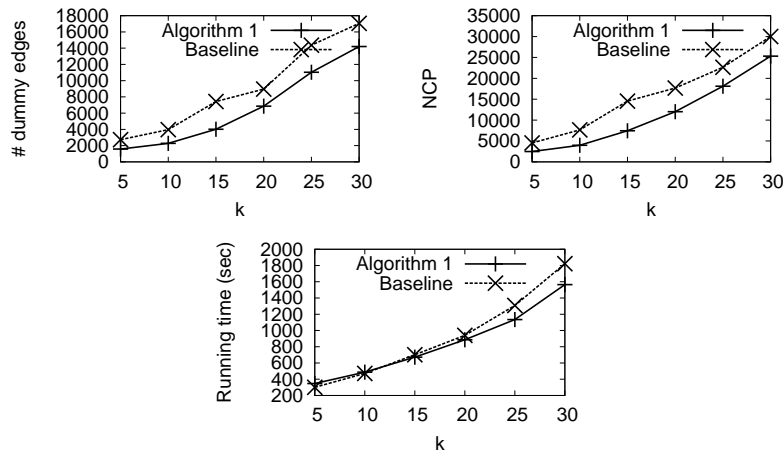 # dummy edges
18000
16000
14000
12000
10000
8000
6000
4000
2000
0
Algorithm 1
Baseline
5 10 15 20 25 30
k
NCP
35000
30000
25000
20000
15000
10000
5000
0
Algorithm 1
Baseline
5 10 15 20 25 30
k
Running time (sec)
2000
1800
1600
1400
1200
1000
800
600
400
200
Algorithm 1
Baseline
5 10 15 20 25 30
k